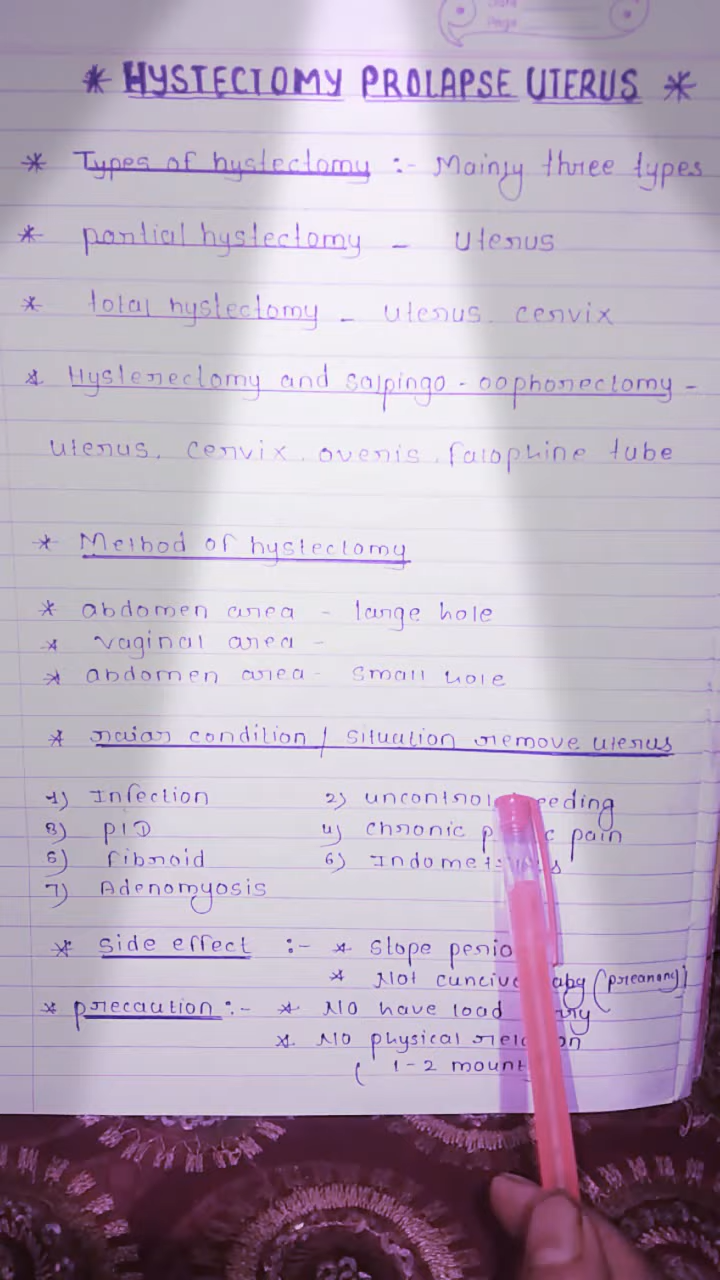 Page
* HYSTECTOMY PROLAPSE UTERUS *
* Types of hystectomy :- Mainly three types
* partial hystectomy - uterus
* total hystectomy - uterus. cervix
* Hysterectomy and salpingo - oophorectomy -
uterus. cervix. overis. falophine tube
* Method of hystectomy
* abdomen area - large hole
* vaginal area -
* abdomen area - small hole
* condition / situation remove uterus
1) Infection 2) uncontrol eeding
3) PID 4) chronic pain
5) fibroid 6)
7) Adenomyosis
* side effect :- * Stope perio
* Not cuncive aby (preanany)
* precaution :- * NO have load
* NO physical
( 1-2 mount